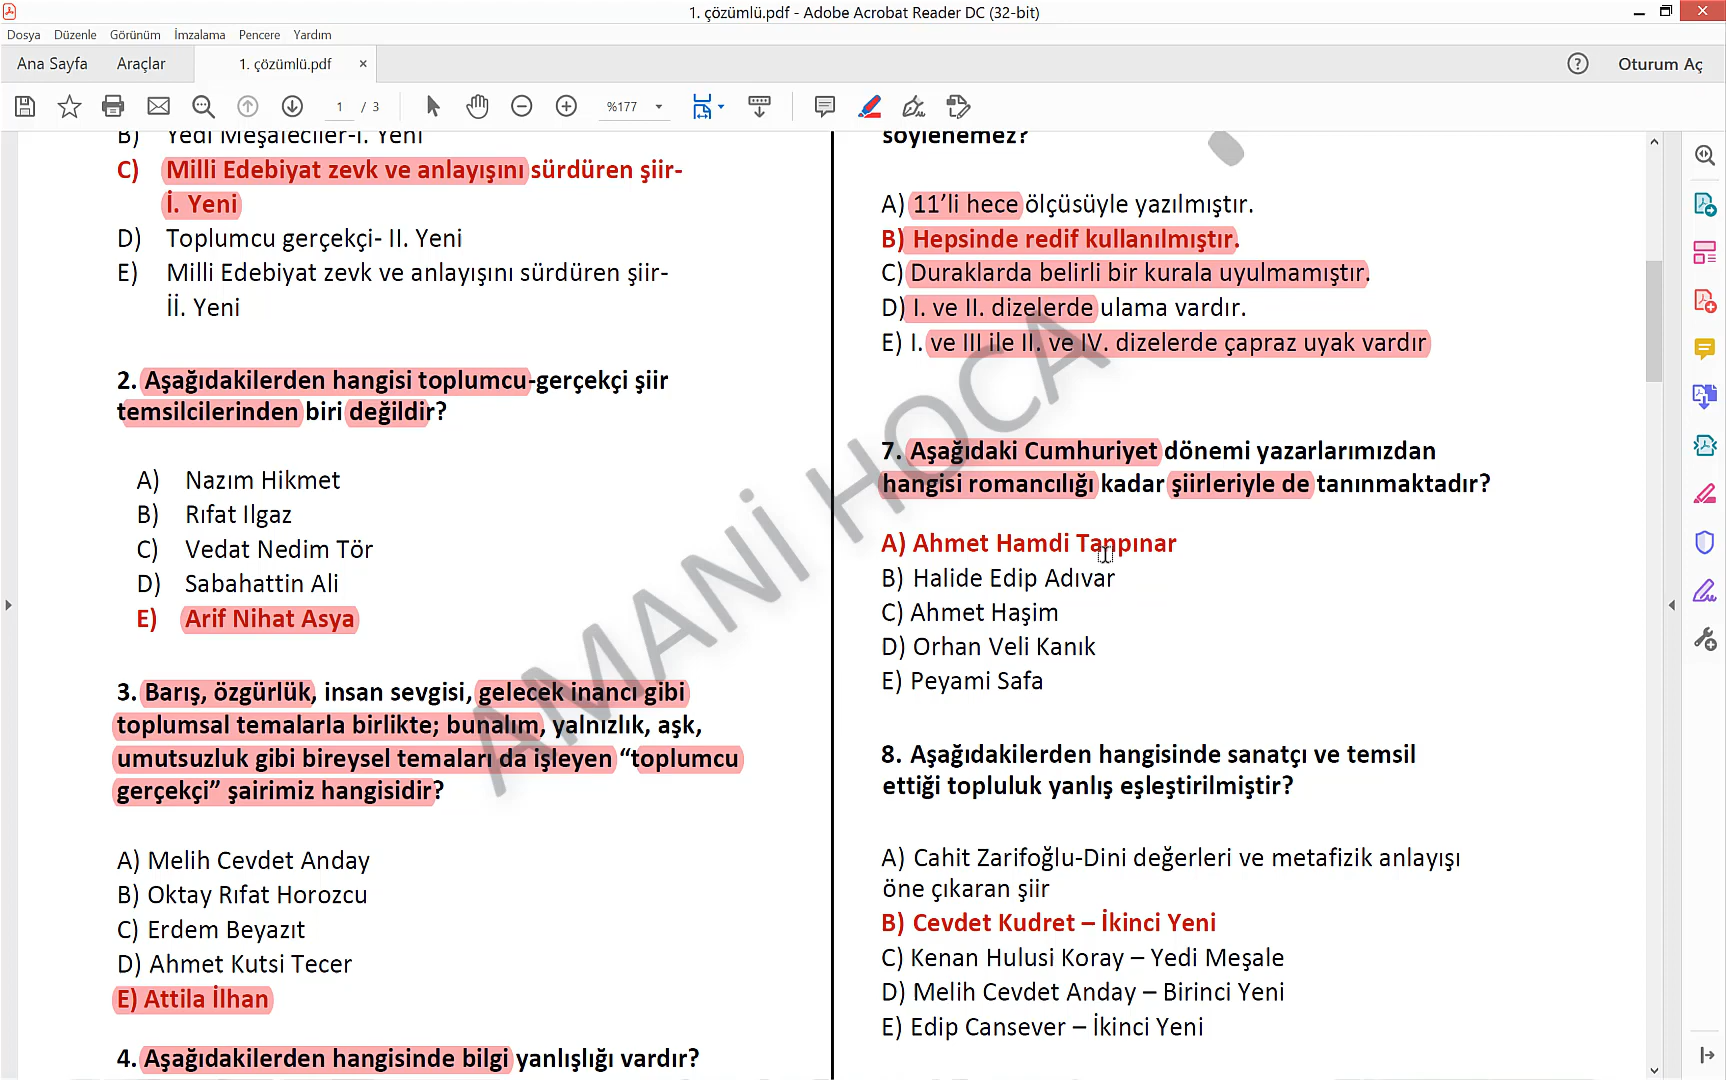 1. çözümlü.pdf - Adobe Acrobat Reader DC (32-bit)
Dosya Düzenle Görünüm İmzalama Pencere Yardım
Ana Sayfa Araçlar 1. çözümlü.pdf × ? Oturum Aç
1 / 3 %177
B) Yedi Meşaleciler-I. Yeni
C) Milli Edebiyat zevk ve anlayışını sürdüren şiir-
İ. Yeni
D) Toplumcu gerçekçi- II. Yeni
E) Milli Edebiyat zevk ve anlayışını sürdüren şiir-
İİ. Yeni
2. Aşağıdakilerden hangisi toplumcu-gerçekçi şiir
temsilcilerinden biri değildir?
A) Nazım Hikmet
B) Rıfat Ilgaz
C) Vedat Nedim Tör
D) Sabahattin Ali
E) Arif Nihat Asya
3. Barış, özgürlük, insan sevgisi, gelecek inancı gibi
toplumsal temalarla birlikte; bunalım, yalnızlık, aşk,
umutsuzluk gibi bireysel temaları da işleyen “toplumcu
gerçekçi” şairimiz hangisidir?
A) Melih Cevdet Anday
B) Oktay Rıfat Horozcu
C) Erdem Beyazıt
D) Ahmet Kutsi Tecer
E) Attila İlhan
4. Aşağıdakilerden hangisinde bilgi yanlışlığı vardır?
söylenemez?
A) 11’li hece ölçüsüyle yazılmıştır.
B) Hepsinde redif kullanılmıştır.
C) Duraklarda belirli bir kurala uyulmamıştır.
D) I. ve II. dizelerde ulama vardır.
E) I. ve III ile II. ve IV. dizelerde çapraz uyak vardır
7. Aşağıdaki Cumhuriyet dönemi yazarlarımızdan
hangisi romancılığı kadar şiirleriyle de tanınmaktadır?
A) Ahmet Hamdi Tanpınar
B) Halide Edip Adıvar
C) Ahmet Haşim
D) Orhan Veli Kanık
E) Peyami Safa
8. Aşağıdakilerden hangisinde sanatçı ve temsil
ettiği topluluk yanlış eşleştirilmiştir?
A) Cahit Zarifoğlu-Dini değerleri ve metafizik anlayışı
öne çıkaran şiir
B) Cevdet Kudret – İkinci Yeni
C) Kenan Hulusi Koray – Yedi Meşale
D) Melih Cevdet Anday – Birinci Yeni
E) Edip Cansever – İkinci Yeni
AMANİ HOCA